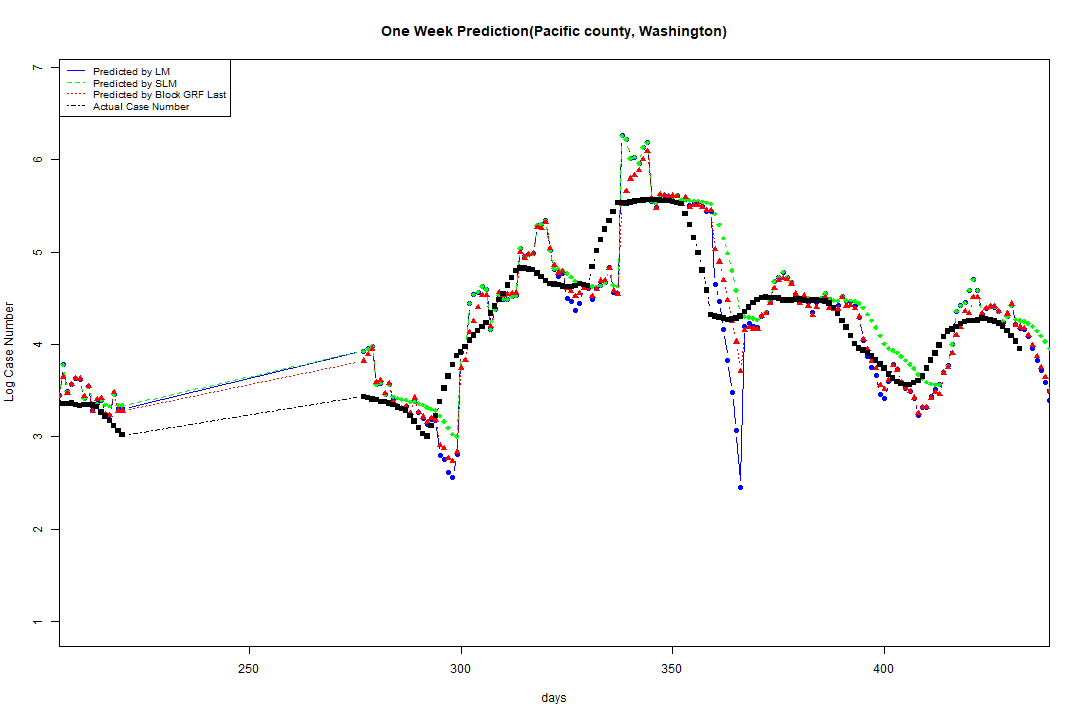 One Week Prediction(Pacific county, Washington)
Predicted by LM
Predicted by SLM
Predicted by Block GRF Last
Actual Case Number
7
6
5
4
3
2
1
Log Case Number
250 300 350 400
days